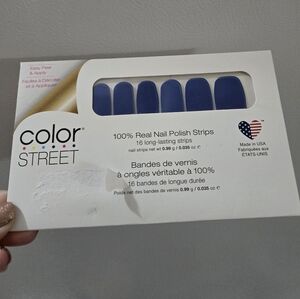 Easy Peel
& Apply
Faciles à Décoller
et à Appliquer
color
STREET
100% Real Nail Polish Strips
16 long-lasting strips
nail strips net wt 0.99 g / 0.035 oz ℮
Made in USA
Fabriquées aux
ETATS-UNIS
Bandes de vernis
à ongles véritable à 100%
16 bandes de longue durée
Poids net des bandes de vernis 0.99 g / 0.035 oz ℮